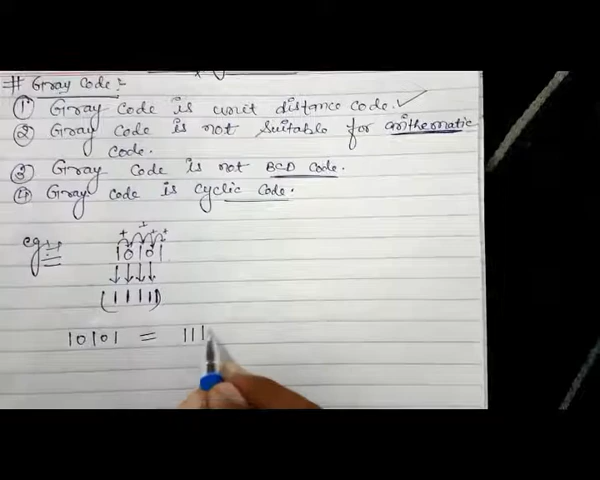 # Gray Code :-
① Gray Code is unit distance code. ✓
② Gray Code is not suitable for arithematic
code.
③ Gray Code is not BCD Code.
④ Gray Code is cyclic Code.
eg :-
+ + + +
10101
↓↓↓↓
(11111)
10101 = 111